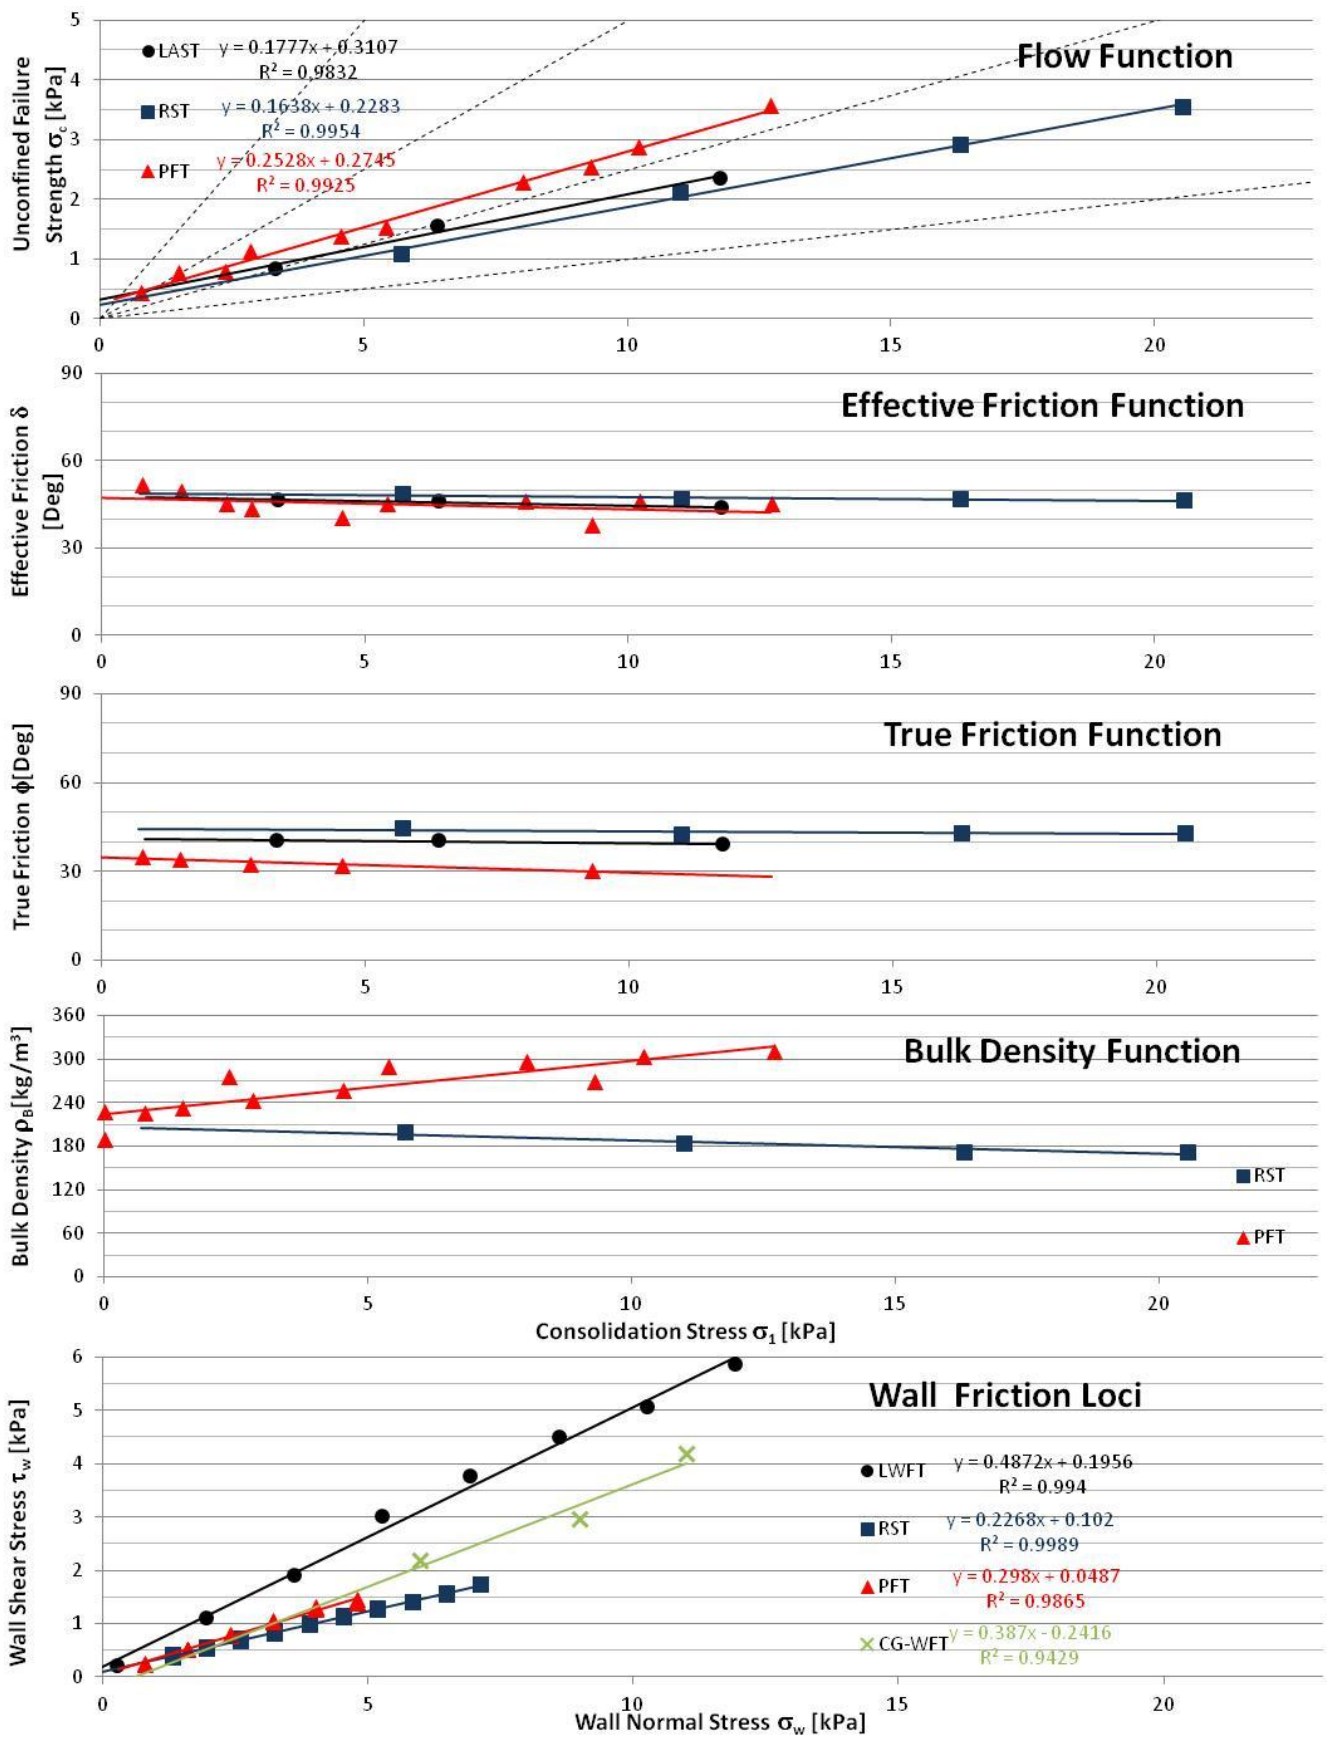 Flow Function
Unconfined Failure
Strength σc [kPa]
5
4
3
2
1
0
LAST y = 0.1777x + 0.3107
R² = 0.9832
RST y = 0.1638x + 0.2283
R² = 0.9954
PFT y = 0.2528x + 0.2745
R² = 0.9925
0 5 10 15 20
Effective Friction Function
Effective Friction δ
[Deg]
90
60
30
0
0 5 10 15 20
True Friction Function
True Friction ϕ[Deg]
90
60
30
0
0 5 10 15 20
Bulk Density Function
Bulk Density ρB[kg/m³]
360
300
240
180
120
60
0
RST
PFT
0 5 10 15 20
Consolidation Stress σ1 [kPa]
Wall Friction Loci
Wall Shear Stress τw [kPa]
6
5
4
3
2
1
0
LWFT y = 0.4872x + 0.1956
R² = 0.994
RST y = 0.2268x + 0.102
R² = 0.9989
PFT y = 0.298x + 0.0487
R² = 0.9865
CG-WFT y = 0.387x - 0.2416
R² = 0.9429
0 5 10 15 20
Wall Normal Stress σw [kPa]